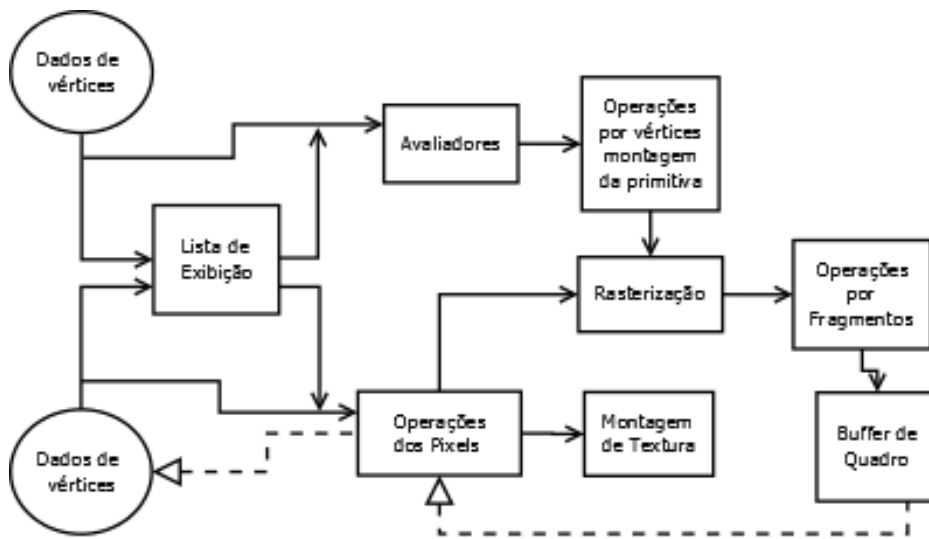 Dados de
vértices
Avaliadores
Operações
por vértices
montagem
da primitiva
Lista de
Exibição
Rasterização
Operações
por
Fragmentos
Dados de
vértices
Operações
dos Pixels
Montagem
de Textura
Buffer de
Quadro